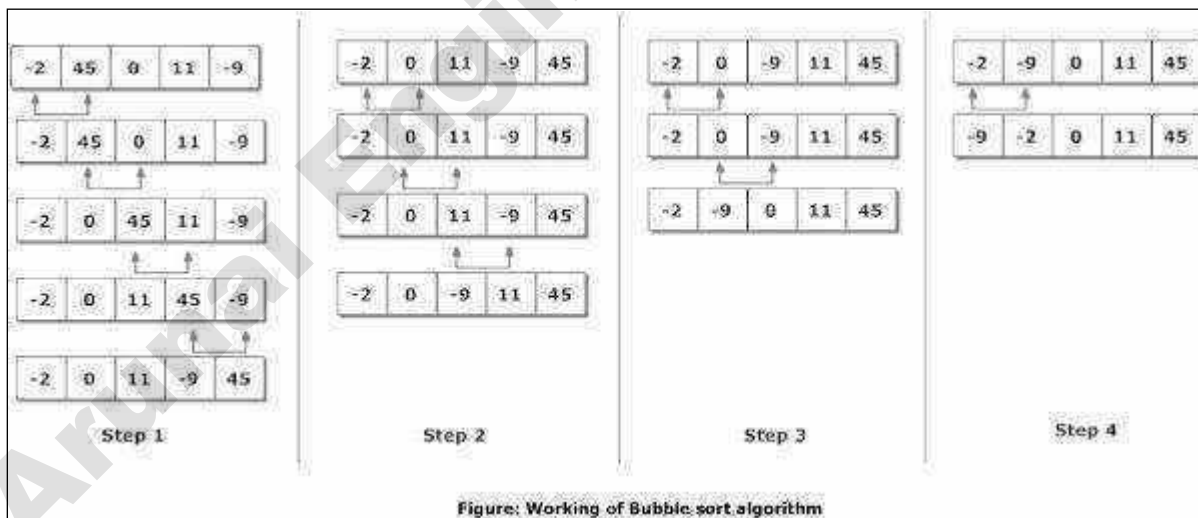 -2 45 0 11 -9
-2 45 0 11 -9
-2 0 45 11 -9
-2 0 11 45 -9
-2 0 11 -9 45
Step 1
-2 0 11 -9 45
-2 0 11 -9 45
-2 0 11 -9 45
-2 0 -9 11 45
Step 2
-2 0 -9 11 45
-2 0 -9 11 45
-2 -9 0 11 45
Step 3
-2 -9 0 11 45
-9 -2 0 11 45
Step 4
Figure: Working of Bubble sort algorithm
Arunai Engin